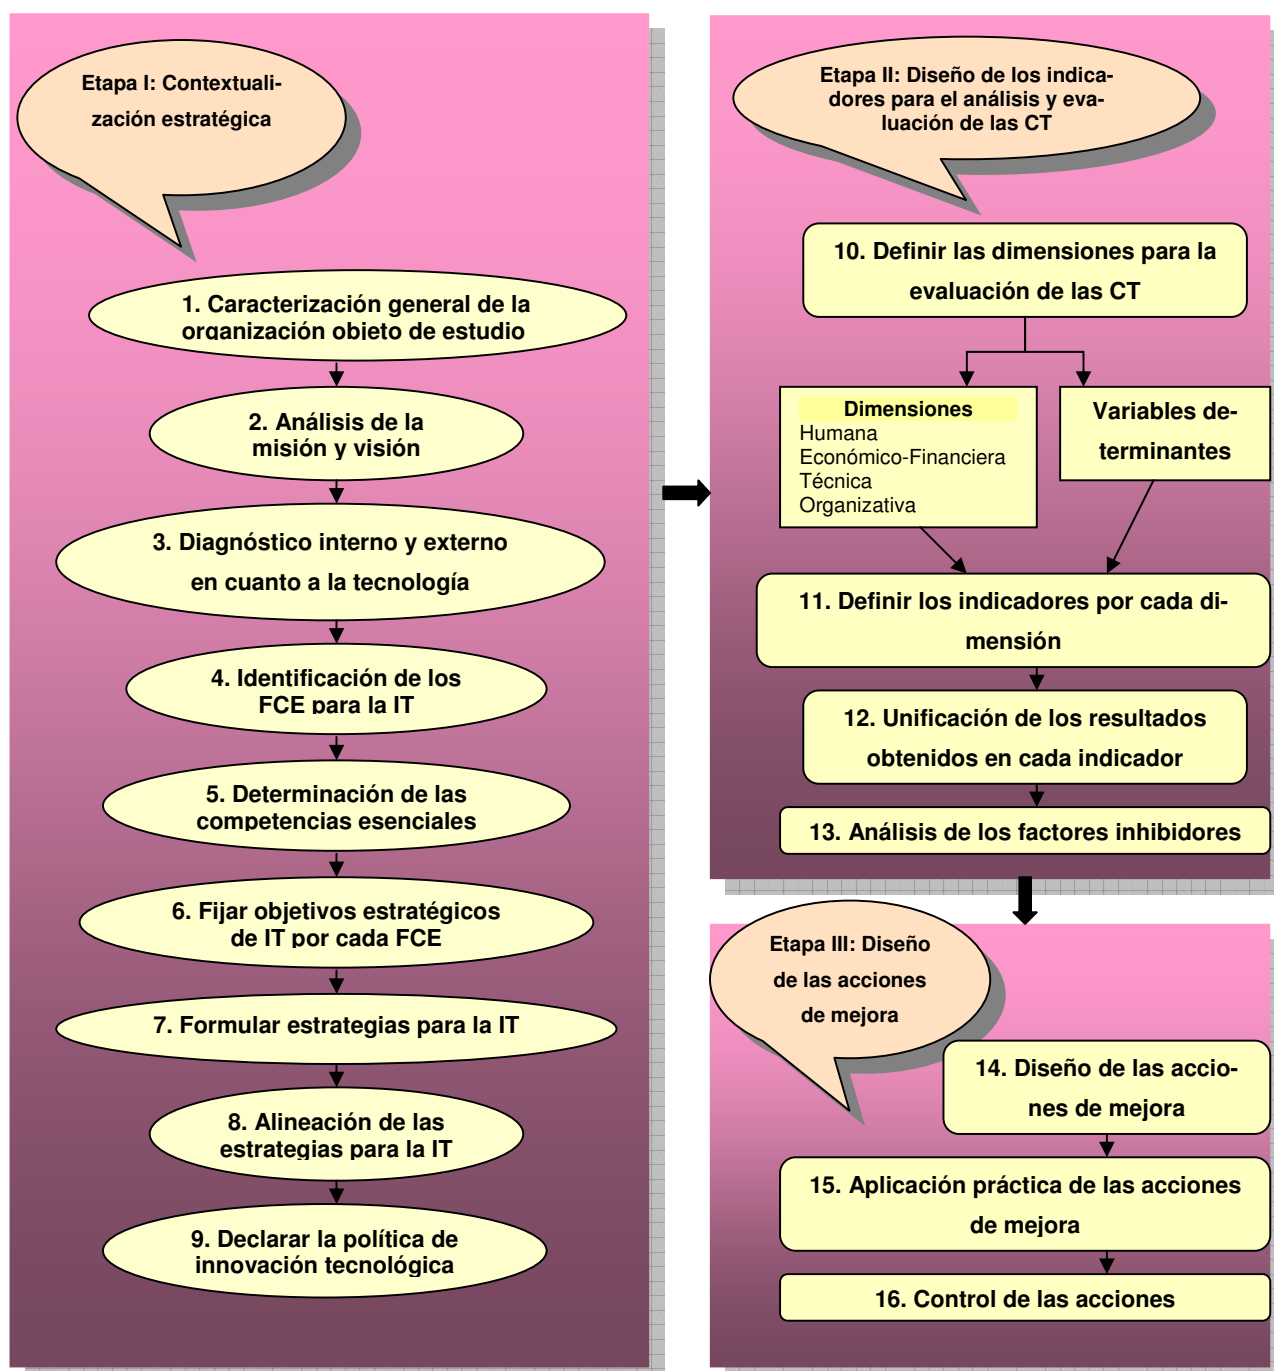 Etapa I: Contextuali-
zación estratégica
1. Caracterización general de la
organización objeto de estudio
2. Análisis de la
misión y visión
3. Diagnóstico interno y externo
en cuanto a la tecnología
4. Identificación de los
FCE para la IT
5. Determinación de las
competencias esenciales
6. Fijar objetivos estratégicos
de IT por cada FCE
7. Formular estrategias para la IT
8. Alineación de las
estrategias para la IT
9. Declarar la política de
innovación tecnológica
Etapa II: Diseño de los indica-
dores para el análisis y eva-
luación de las CT
10. Definir las dimensiones para la
evaluación de las CT
Dimensiones
Humana
Económico-Financiera
Técnica
Organizativa
Variables de-
terminantes
11. Definir los indicadores por cada di-
mensión
12. Unificación de los resultados
obtenidos en cada indicador
13. Análisis de los factores inhibidores
Etapa III: Diseño
de las acciones
de mejora
14. Diseño de las accio-
nes de mejora
15. Aplicación práctica de las acciones
de mejora
16. Control de las acciones